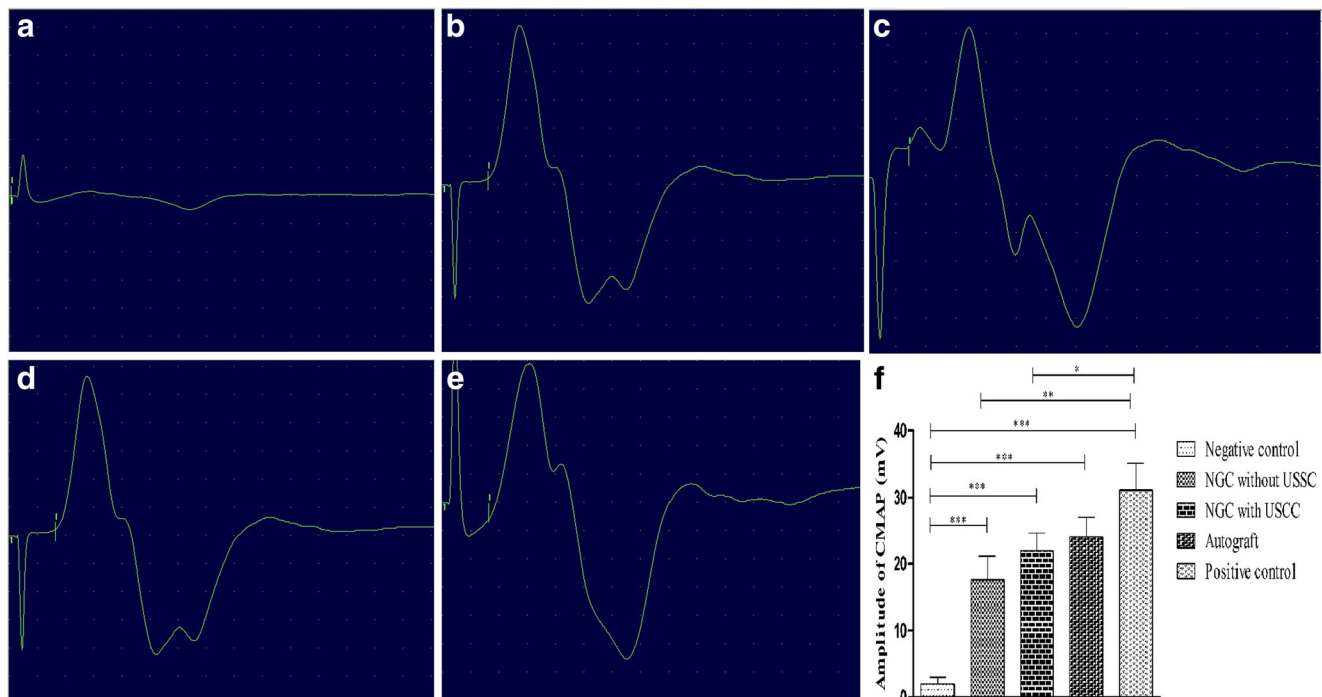 a
b
c
d
e
f
*
**
***
***
***
***
Amplitude of CMAP (mV)
40
30
20
10
0
Negative control
NGC without USSC
NGC with USCC
Autograft
Positive control